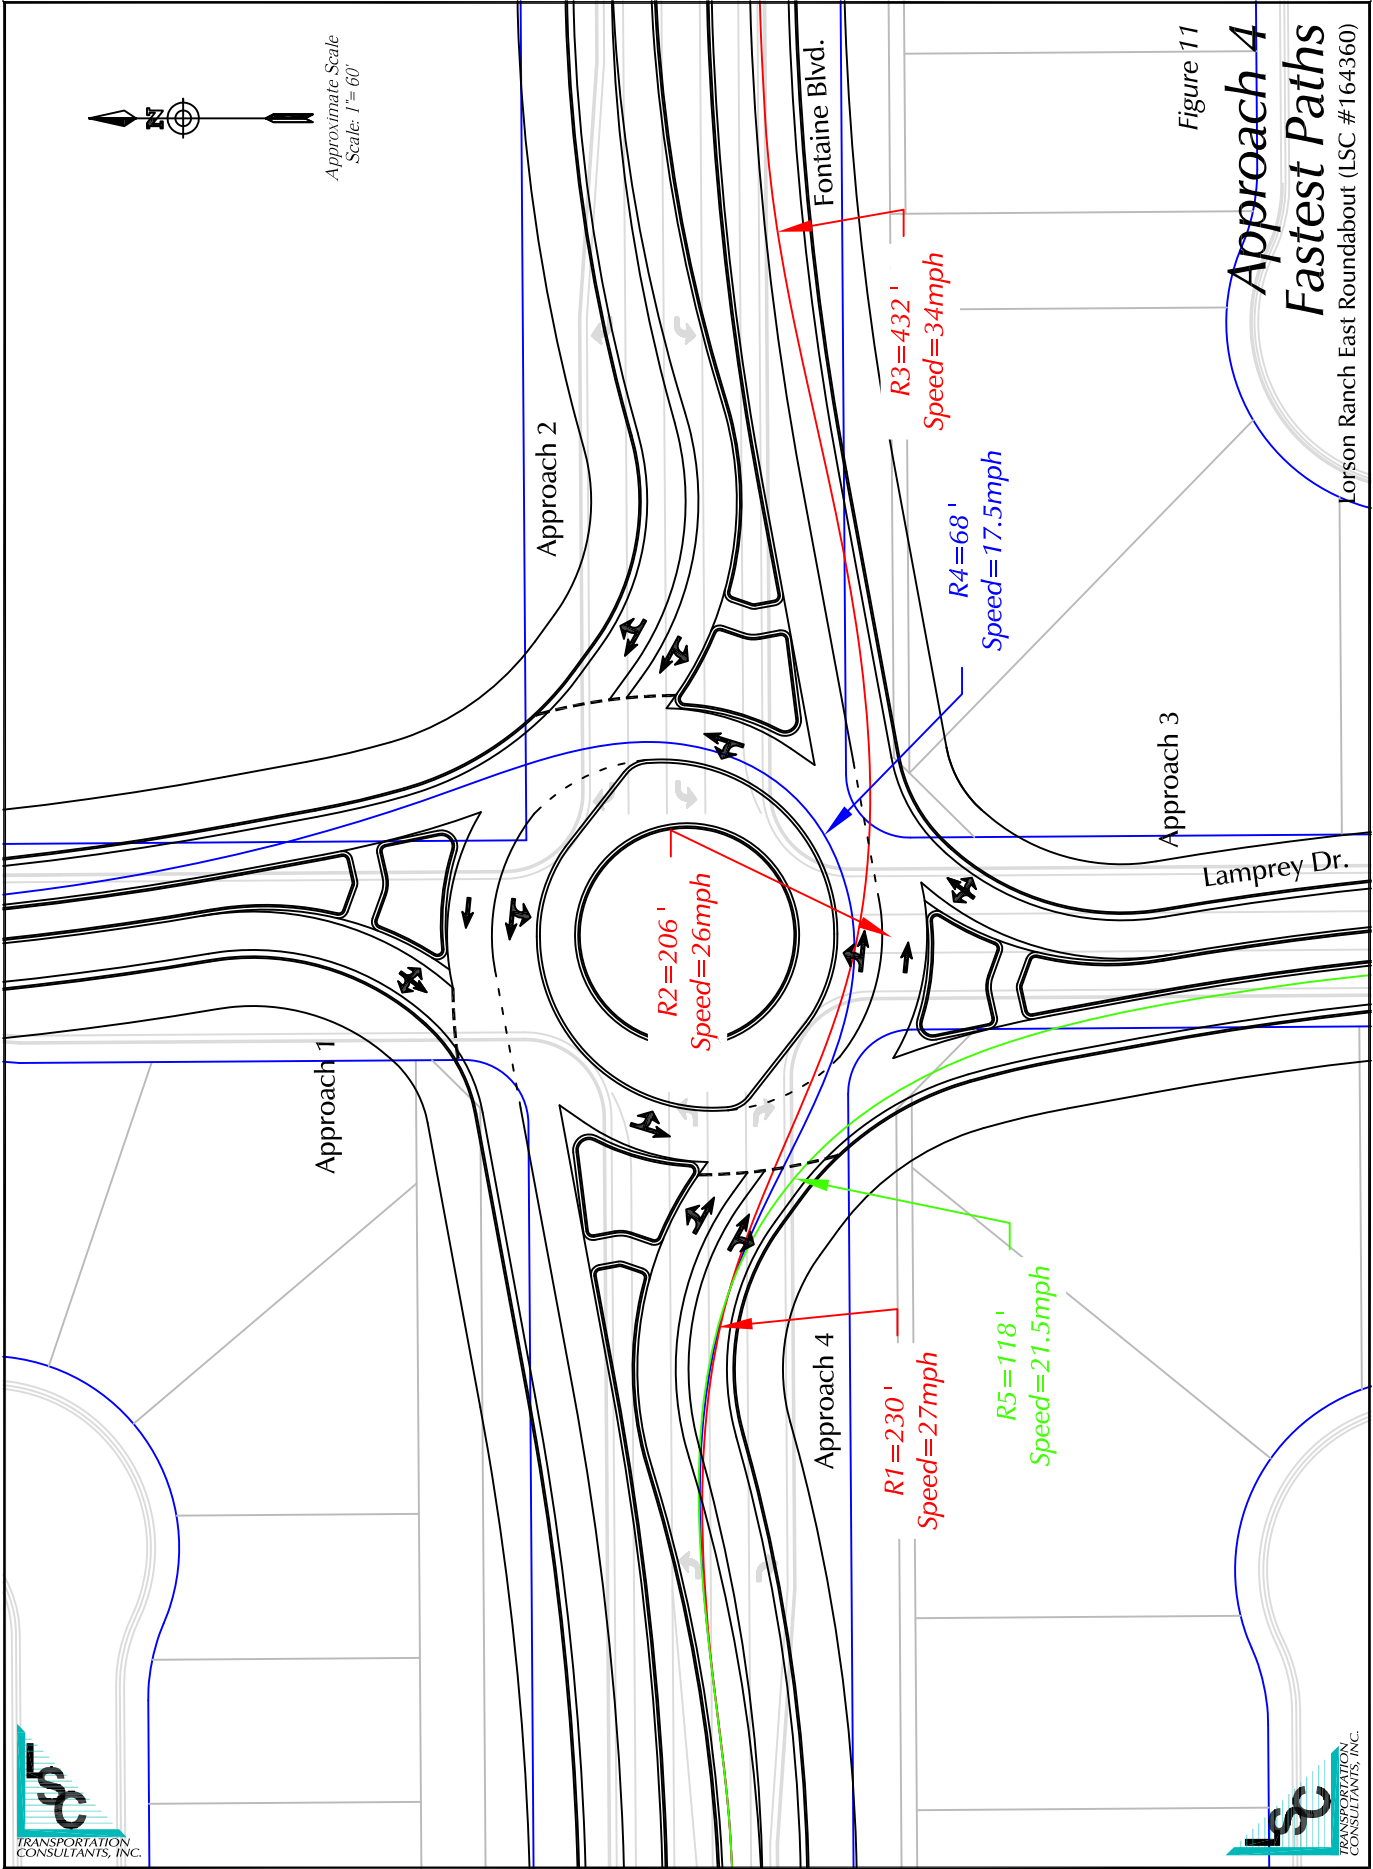 N
Approximate Scale
Scale: 1"= 60'
Figure 11
Approach 4
Fastest Paths
Lorson Ranch East Roundabout (LSC #164360)
Fontaine Blvd.
R3=432'
Speed=34mph
Approach 2
R4=68'
Speed=17.5mph
Approach 3
Lamprey Dr.
R2=206'
Speed=26mph
Approach 1
R5=118'
Speed=21.5mph
Approach 4
R1=230'
Speed=27mph
LSC
TRANSPORTATION
CONSULTANTS, INC.
LSC
TRANSPORTATION
CONSULTANTS, INC.